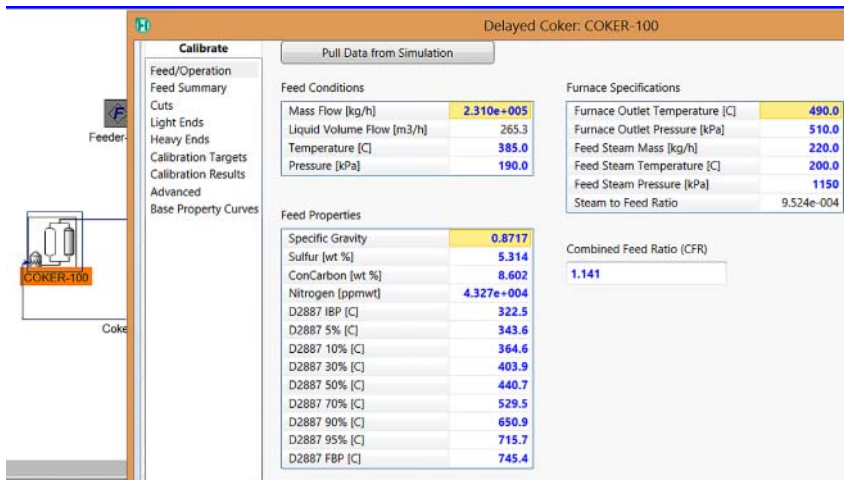 Delayed Coker: COKER-100
Calibrate
Feed/Operation
Feed Summary
Cuts
Light Ends
Heavy Ends
Calibration Targets
Calibration Results
Advanced
Base Property Curves
Pull Data from Simulation
Feed Conditions
Mass Flow [kg/h] 2.310e+005
Liquid Volume Flow [m3/h] 265.3
Temperature [C] 385.0
Pressure [kPa] 190.0
Feed Properties
Specific Gravity 0.8717
Sulfur [wt %] 5.314
ConCarbon [wt %] 8.602
Nitrogen [ppmwt] 4.327e+004
D2887 IBP [C] 322.5
D2887 5% [C] 343.6
D2887 10% [C] 364.6
D2887 30% [C] 403.9
D2887 50% [C] 440.7
D2887 70% [C] 529.5
D2887 90% [C] 650.9
D2887 95% [C] 715.7
D2887 FBP [C] 745.4
Furnace Specifications
Furnace Outlet Temperature [C] 490.0
Furnace Outlet Pressure [kPa] 510.0
Feed Steam Mass [kg/h] 220.0
Feed Steam Temperature [C] 200.0
Feed Steam Pressure [kPa] 1150
Steam to Feed Ratio 9.524e-004
Combined Feed Ratio (CFR)
1.141
F
Feeder-
COKER-100
Coke